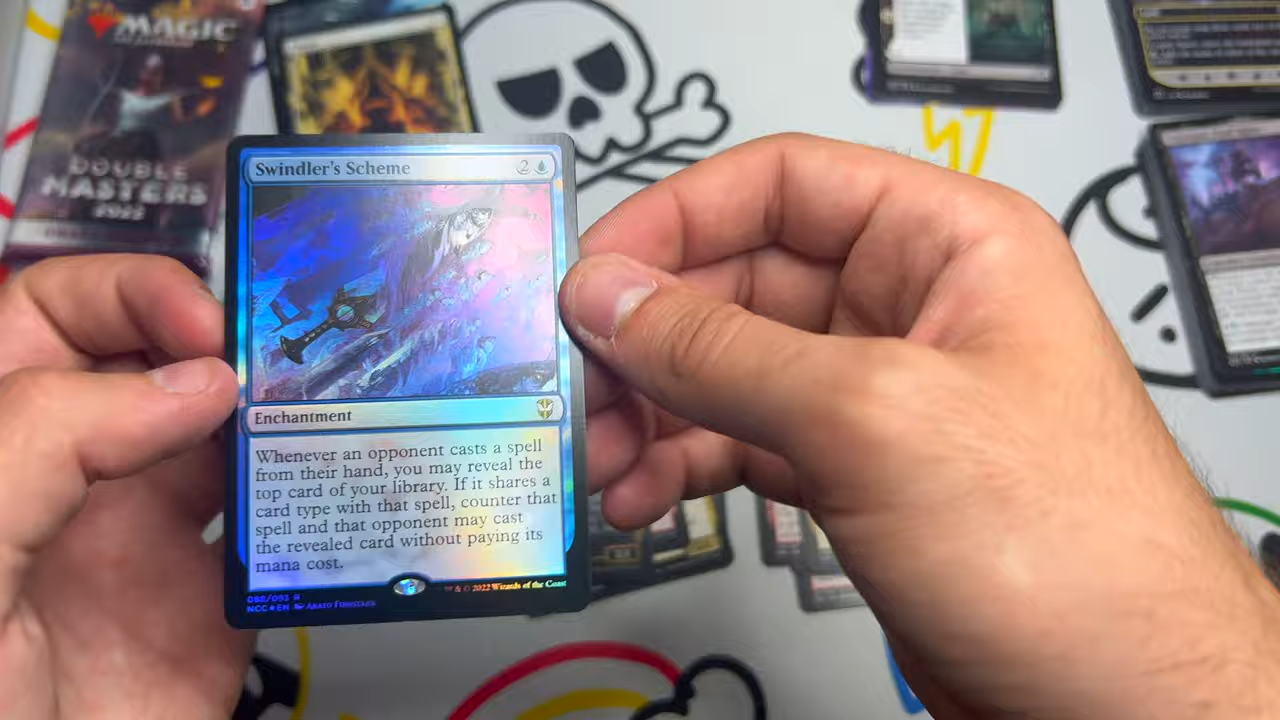 MAGIC
DOUBLE
MASTERS
2022
Swindler's Scheme
2
Enchantment
Whenever an opponent casts a spell
from their hand, you may reveal the
top card of your library. If it shares a
card type with that spell, counter that
spell and that opponent may cast
the revealed card without paying its
mana cost.
R
NCC EN
& © 2022 Wizards of the Coast